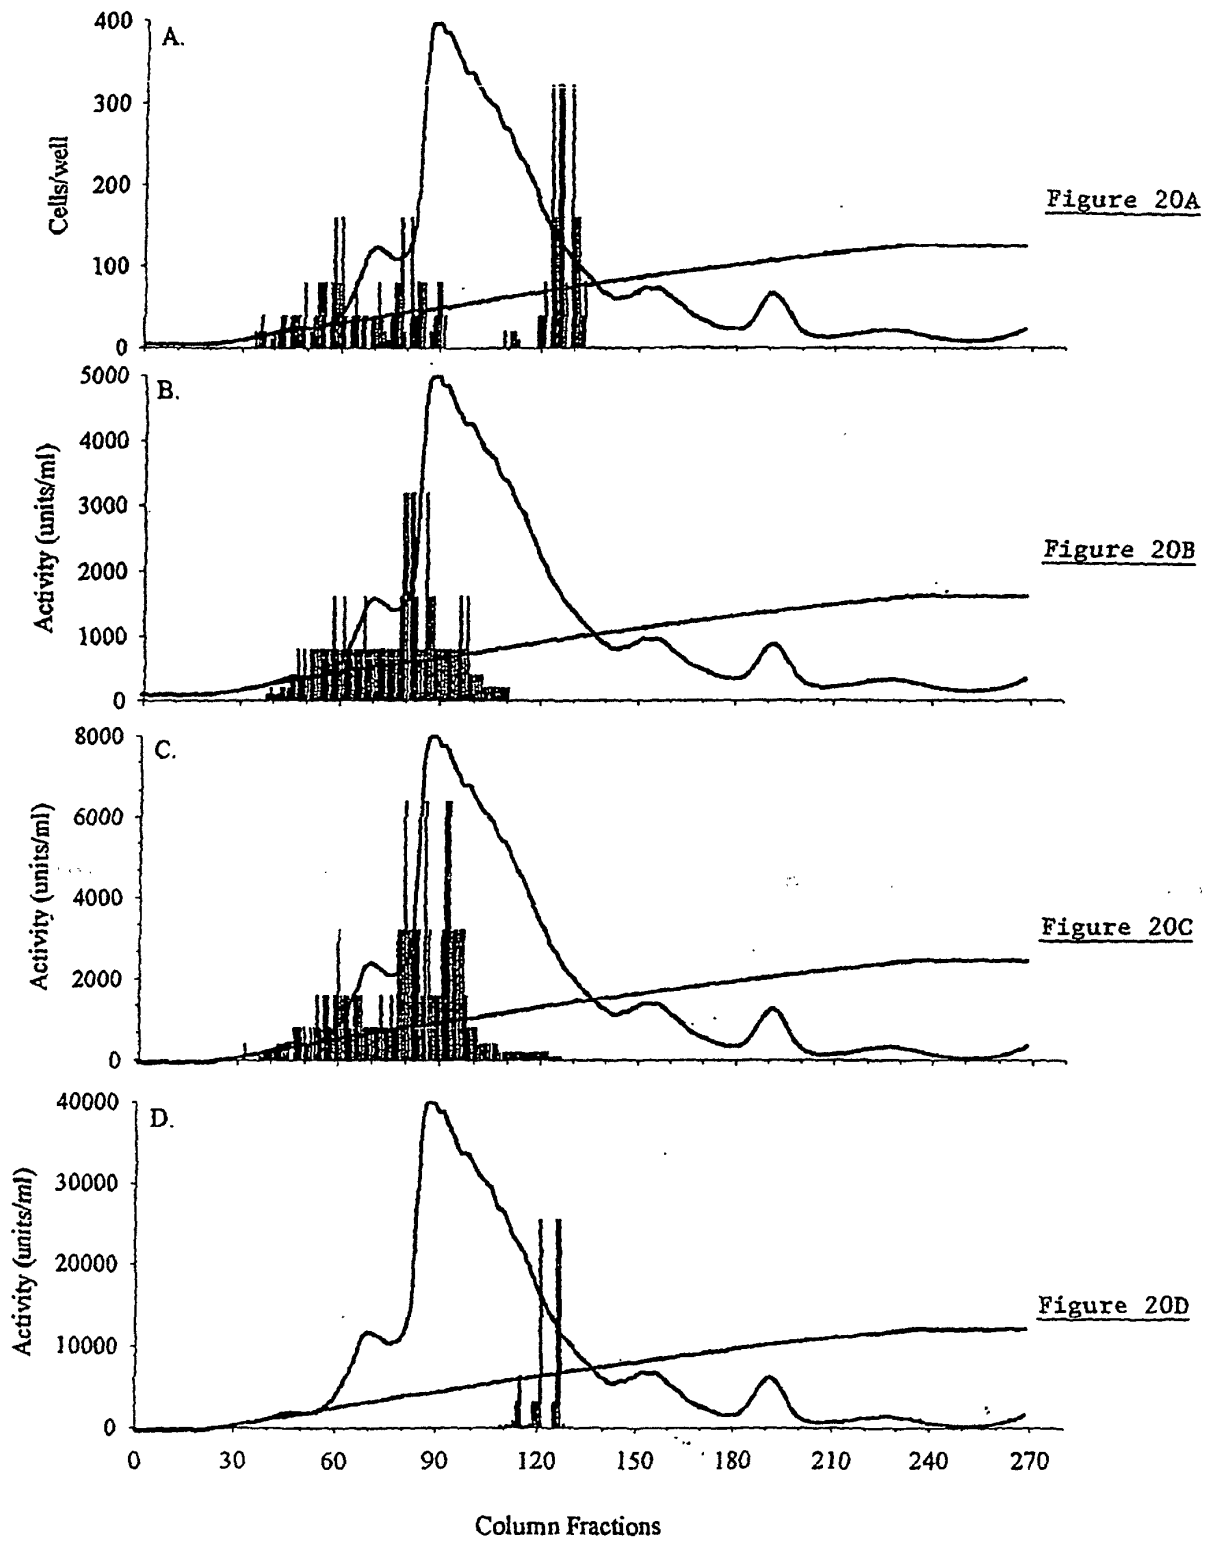 A.
400
300
200
100
0
Cells/well
Figure 20A
B.
5000
4000
3000
2000
1000
0
Activity (units/ml)
Figure 20B
C.
8000
6000
4000
2000
0
Activity (units/ml)
Figure 20C
D.
40000
30000
20000
10000
0
Activity (units/ml)
Figure 20D
0 30 60 90 120 150 180 210 240 270
Column Fractions